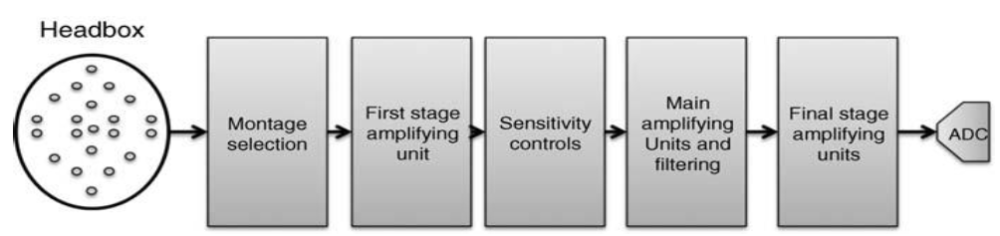 Headbox
Montage
selection
First stage
amplifying
unit
Sensitivity
controls
Main
amplifying
Units and
filtering
Final stage
amplifying
units
ADC